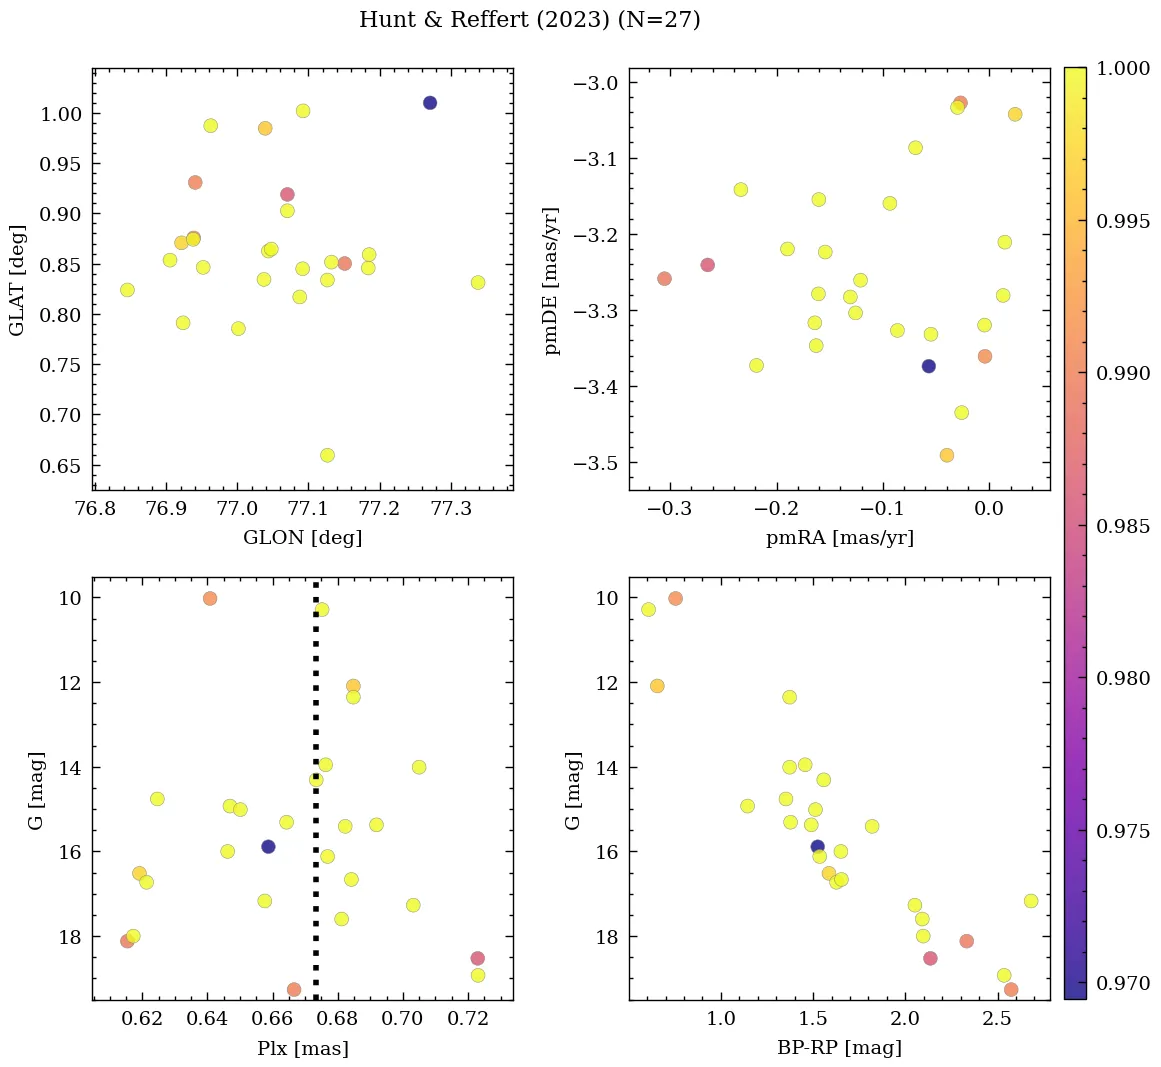 Hunt & Reffert (2023) (N=27)
1.00
0.95
0.90
0.85
0.80
0.75
0.70
0.65
GLAT [deg]
76.8 76.9 77.0 77.1 77.2 77.3
GLON [deg]
−3.0
−3.1
−3.2
−3.3
−3.4
−3.5
pmDE [mas/yr]
−0.3 −0.2 −0.1 0.0
pmRA [mas/yr]
10
12
14
16
18
G [mag]
0.62 0.64 0.66 0.68 0.70 0.72
Plx [mas]
10
12
14
16
18
G [mag]
1.0 1.5 2.0 2.5
BP-RP [mag]
1.000
0.995
0.990
0.985
0.980
0.975
0.970